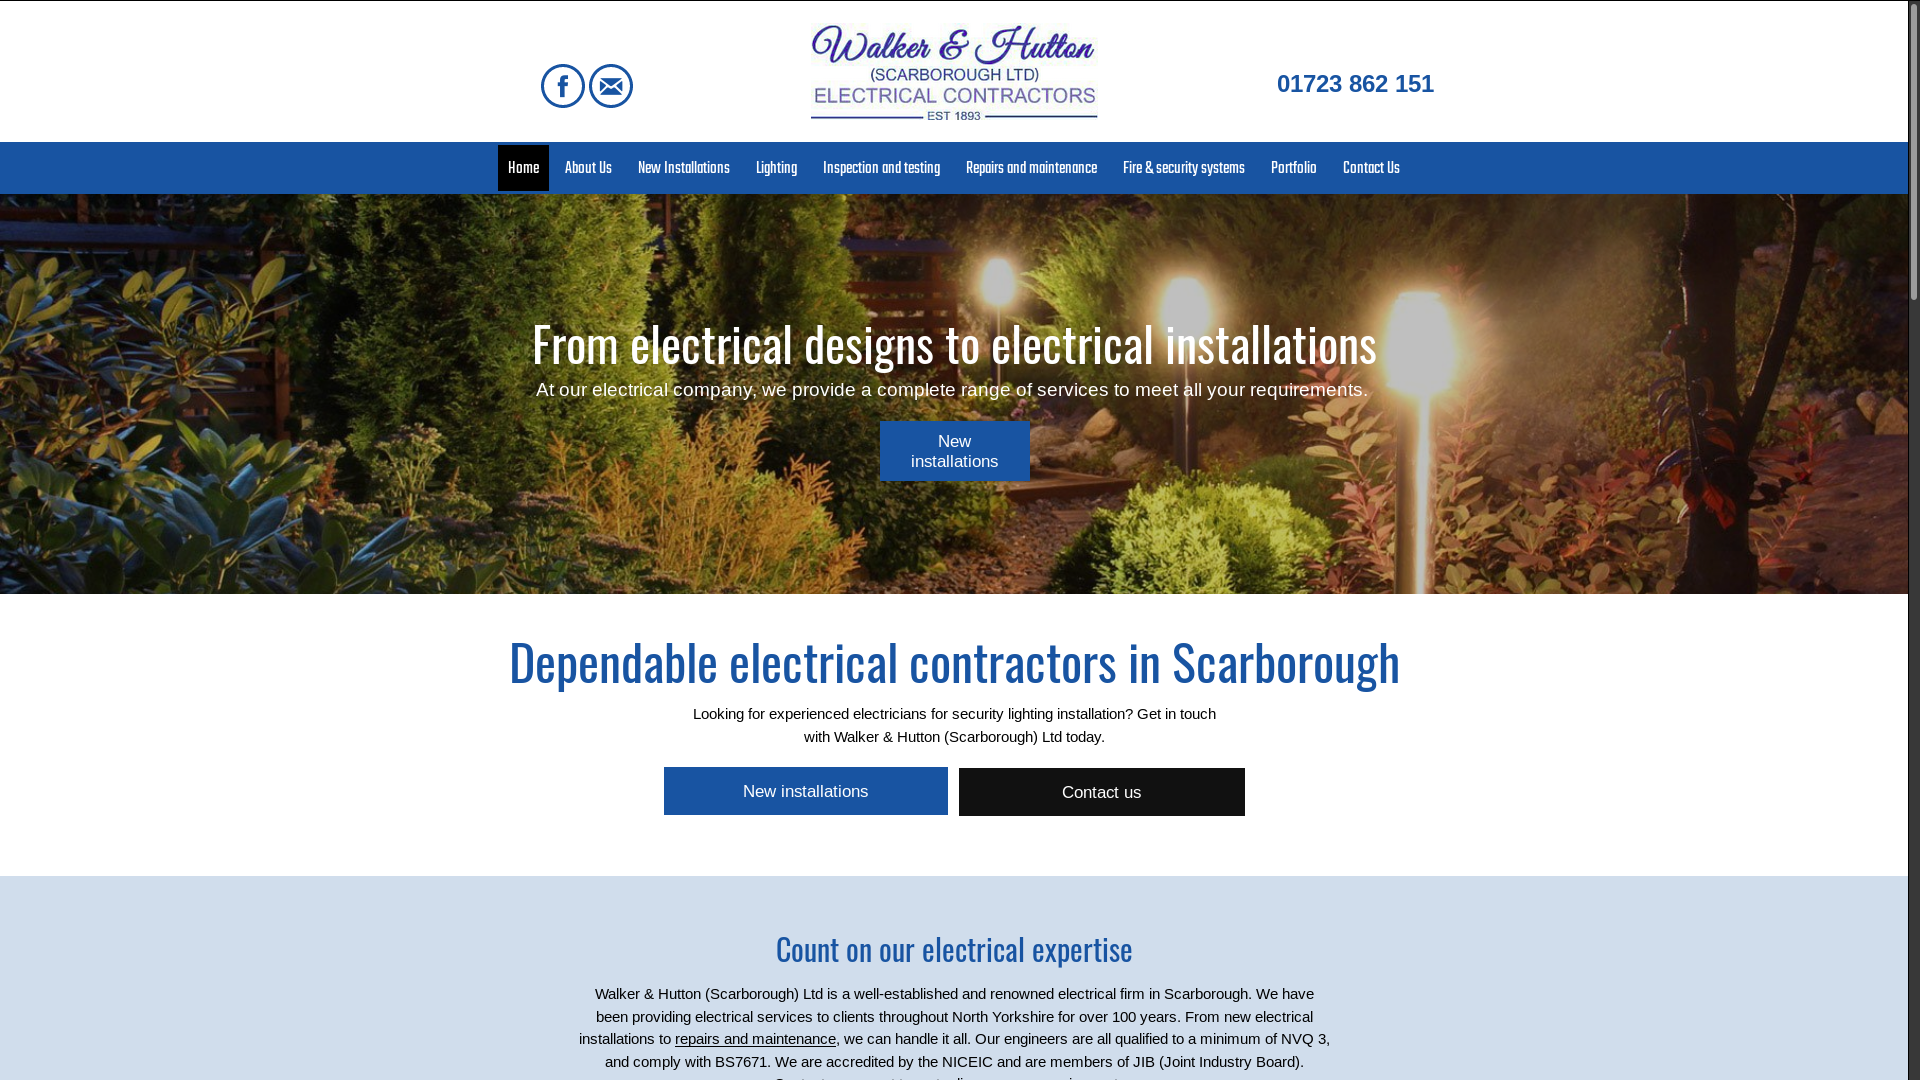 Walker & Hutton
(SCARBOROUGH LTD)
ELECTRICAL CONTRACTORS
EST 1893
01723 862 151
Home About Us New Installations Lighting Inspection and testing Repairs and maintenance Fire & security systems Portfolio Contact Us
From electrical designs to electrical installations
At our electrical company, we provide a complete range of services to meet all your requirements.
New
installations
Dependable electrical contractors in Scarborough
Looking for experienced electricians for security lighting installation? Get in touch
with Walker & Hutton (Scarborough) Ltd today.
New installations
Contact us
Count on our electrical expertise
Walker & Hutton (Scarborough) Ltd is a well-established and renowned electrical firm in Scarborough. We have
been providing electrical services to clients throughout North Yorkshire for over 100 years. From new electrical
installations to repairs and maintenance, we can handle it all. Our engineers are all qualified to a minimum of NVQ 3,
and comply with BS7671. We are accredited by the NICEIC and are members of JIB (Joint Industry Board).